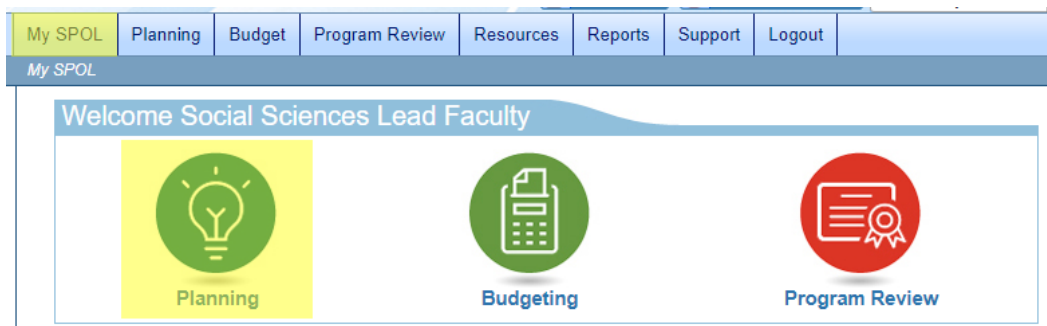 My SPOL Planning Budget Program Review Resources Reports Support Logout
My SPOL
Welcome Social Sciences Lead Faculty
Planning Budgeting Program Review